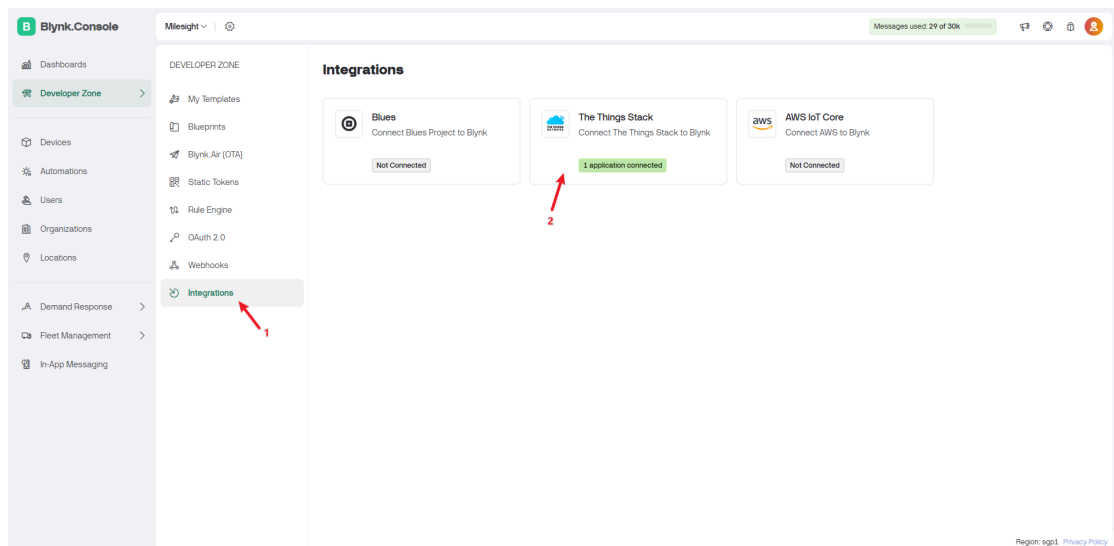 B Blynk.Console
Milesight
Messages used: 29 of 30k
Dashboards
Developer Zone
Devices
Automations
Users
Organizations
Locations
Demand Response
Fleet Management
In-App Messaging
DEVELOPER ZONE
My Templates
Blueprints
Blynk.Air (OTA)
Static Tokens
Rule Engine
OAuth 2.0
Webhooks
Integrations
1
Integrations
Blues
Connect Blues Project to Blynk
Not Connected
THE THINGS
NETWORK
The Things Stack
Connect The Things Stack to Blynk
1 application connected
2
aws
AWS IoT Core
Connect AWS to Blynk
Not Connected
Region: sgp1 Privacy Policy